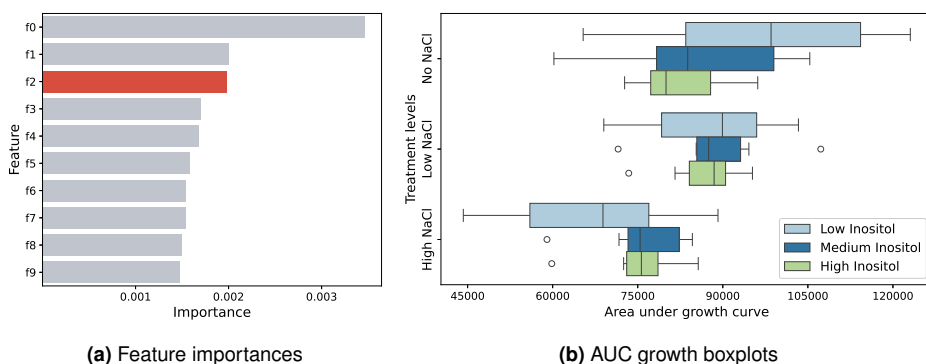 f0
f1
f2
f3
f4
f5
f6
f7
f8
f9
Feature
0.001 0.002 0.003
Importance
(a) Feature importances
Treatment levels
No NaCl
Low NaCl
High NaCl
Low Inositol
Medium Inositol
High Inositol
45000 60000 75000 90000 105000 120000
Area under growth curve
(b) AUC growth boxplots